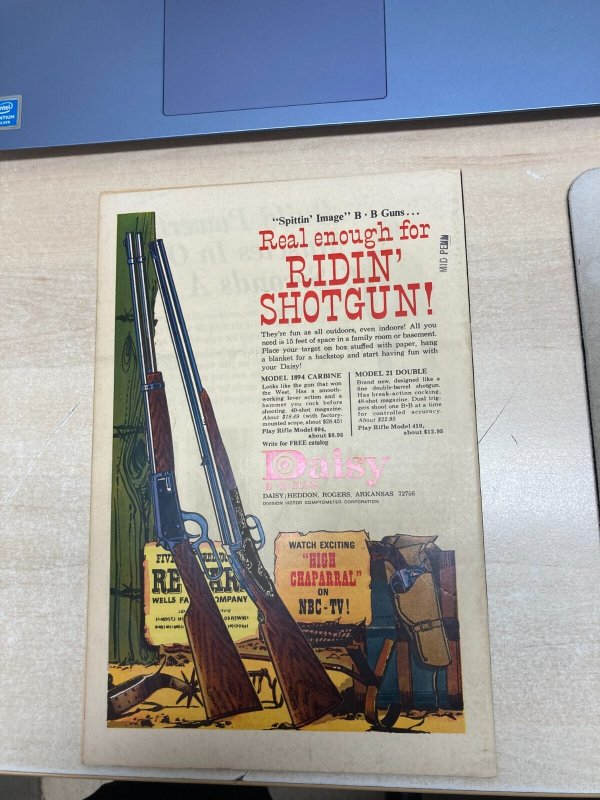 intel
"Spittin' Image" B·B Guns...
Real enough for
RIDIN'
SHOTGUN!
MID PENN
They're fun as all outdoors, even indoors! All you
need is 15 feet of space in a family room or basement.
Place your target on box stuffed with paper, hang
a blanket for a backstop and start having fun with
your Daisy!
MODEL 1894 CARBINE
Looks like the gun that won
the West. Has a smooth-
working lever action and a
hammer you cock before
shooting. 40-shot magazine.
About $18.45 (with factory-
mounted scope, about $28.45)
Play Rifle Model 694,
about $8.95
Write for FREE catalog
MODEL 21 DOUBLE
Brand new, designed like a
fine double-barrel shotgun.
Has break-action cocking,
48-shot magazine. Dual trig-
gers shoot one B·B at a time
for controlled accuracy.
About $22.95
Play Rifle Model 410,
about $12.95
Daisy
DAISY/HEDDON, ROGERS, ARKANSAS 72756
DIVISION VICTOR COMPTOMETER CORPORATION
WATCH EXCITING
"HIGH
CHAPARRAL"
ON
NBC-TV!
WELLS